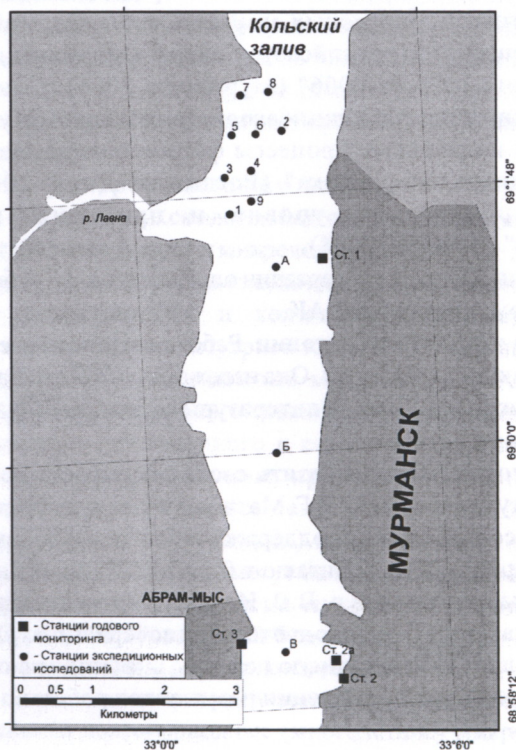 Кольский
залив
7
8
5
6
2
3
4
69°1'48"
р. Лавна
1
9
А
Ст. 1
Б
69°0'0"
МУРМАНСК
АБРАМ-МЫС
- Станции годового
мониторинга
- Станции экспедиционных
исследований
Ст. 3
В
Ст. 2а
Ст. 2
0 0.5 1 2 3
Километры
68°58'12"
33°0'0"
33°6'0"